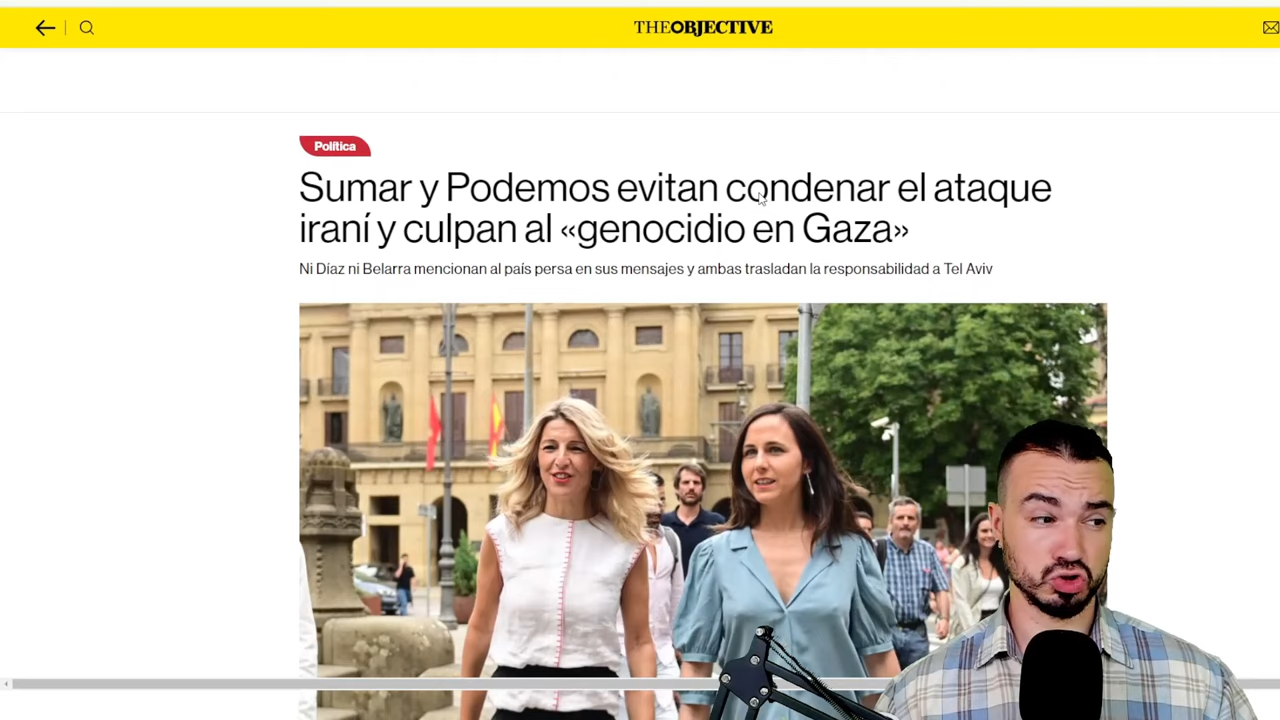 THEOBJECTIVE
Política
Sumar y Podemos evitan condenar el ataque
iraní y culpan al «genocidio en Gaza»
Ni Díaz ni Belarra mencionan al país persa en sus mensajes y ambas trasladan la responsabilidad a Tel Aviv